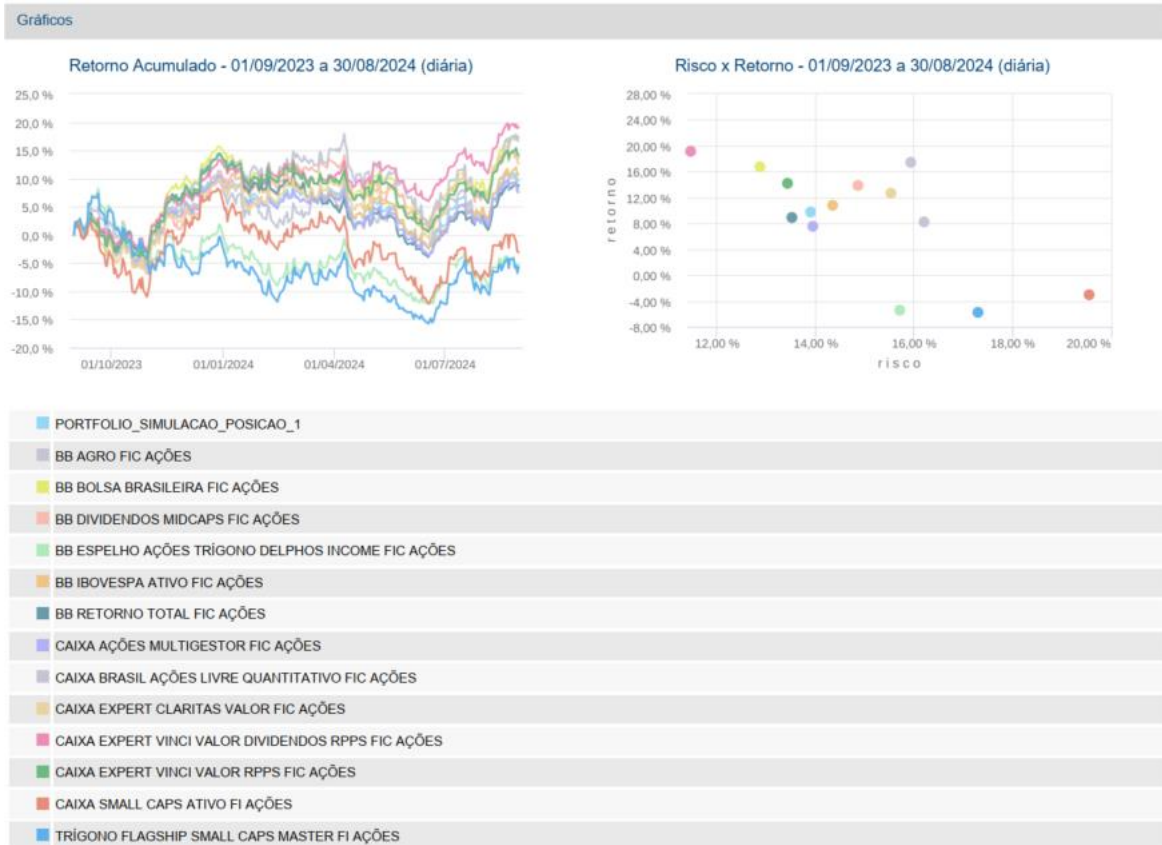 Gráficos
Retorno Acumulado - 01/09/2023 a 30/08/2024 (diária)
25,0 %
20,0 %
15,0 %
10,0 %
5,0 %
0,0 %
-5,0 %
-10,0 %
-15,0 %
-20,0 %
01/10/2023
01/01/2024
01/04/2024
01/07/2024
Risco x Retorno - 01/09/2023 a 30/08/2024 (diária)
retorno
28,00 %
24,00 %
20,00 %
16,00 %
12,00 %
8,00 %
4,00 %
0,00 %
-4,00 %
-8,00 %
12,00 %
14,00 %
16,00 %
18,00 %
20,00 %
risco
PORTFOLIO_SIMULACAO_POSICAO_1
BB AGRO FIC AÇÕES
BB BOLSA BRASILEIRA FIC AÇÕES
BB DIVIDENDOS MIDCAPS FIC AÇÕES
BB ESPELHO AÇÕES TRÍGONO DELPHOS INCOME FIC AÇÕES
BB IBOVESPA ATIVO FIC AÇÕES
BB RETORNO TOTAL FIC AÇÕES
CAIXA AÇÕES MULTIGESTOR FIC AÇÕES
CAIXA BRASIL AÇÕES LIVRE QUANTITATIVO FIC AÇÕES
CAIXA EXPERT CLARITAS VALOR FIC AÇÕES
CAIXA EXPERT VINCI VALOR DIVIDENDOS RPPS FIC AÇÕES
CAIXA EXPERT VINCI VALOR RPPS FIC AÇÕES
CAIXA SMALL CAPS ATIVO FI AÇÕES
TRÍGONO FLAGSHIP SMALL CAPS MASTER FI AÇÕES